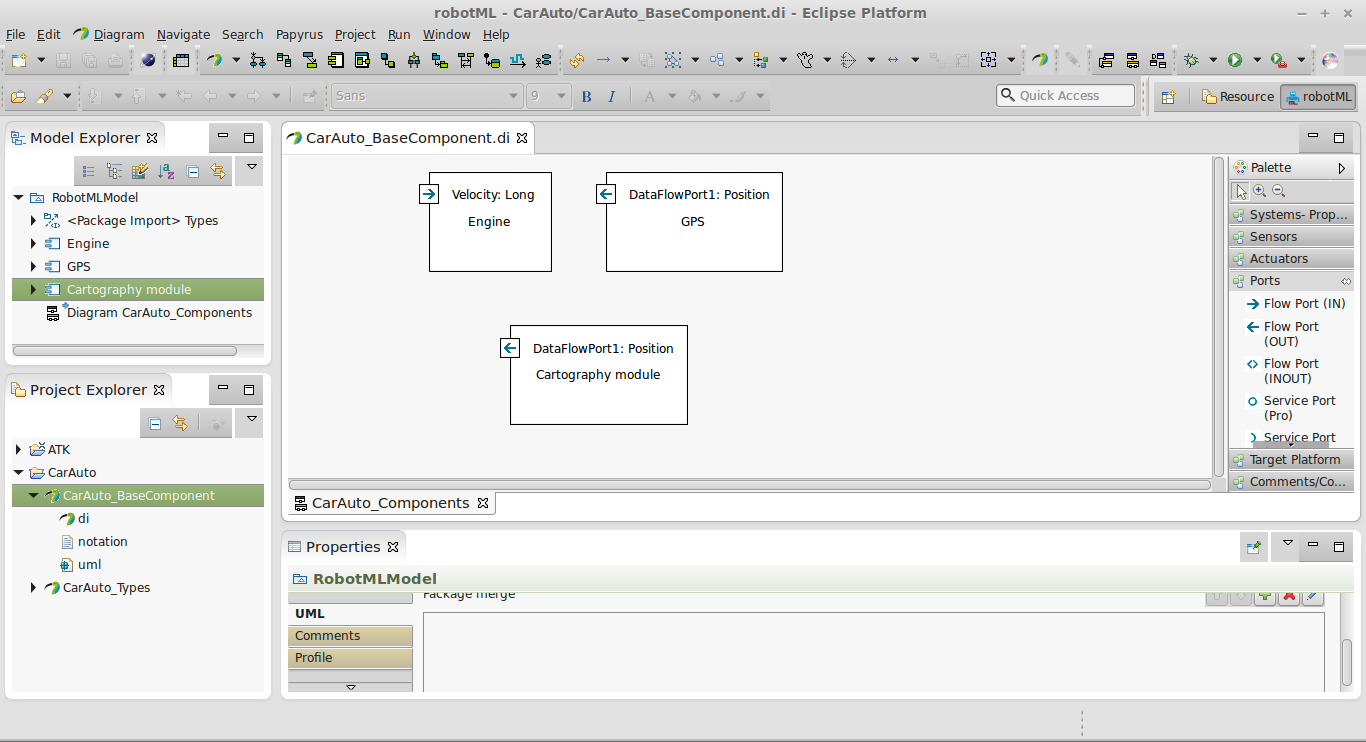 robotML - CarAuto/CarAuto_BaseComponent.di - Eclipse Platform
File Edit Diagram Navigate Search Papyrus Project Run Window Help
Sans 9 B I A Quick Access Resource robotML
Model Explorer
RobotMLModel
<Package Import> Types
Engine
GPS
Cartography module
Diagram CarAuto_Components
Project Explorer
ATK
CarAuto
CarAuto_BaseComponent
di
notation
uml
CarAuto_Types
CarAuto_BaseComponent.di
Velocity: Long
Engine
DataFlowPort1: Position
GPS
DataFlowPort1: Position
Cartography module
CarAuto_Components
Palette
Systems- Prop...
Sensors
Actuators
Ports
Flow Port (IN)
Flow Port
(OUT)
Flow Port
(INOUT)
Service Port
(Pro)
Service Port
Target Platform
Comments/Co...
Properties
RobotMLModel
Package merge
UML
Comments
Profile